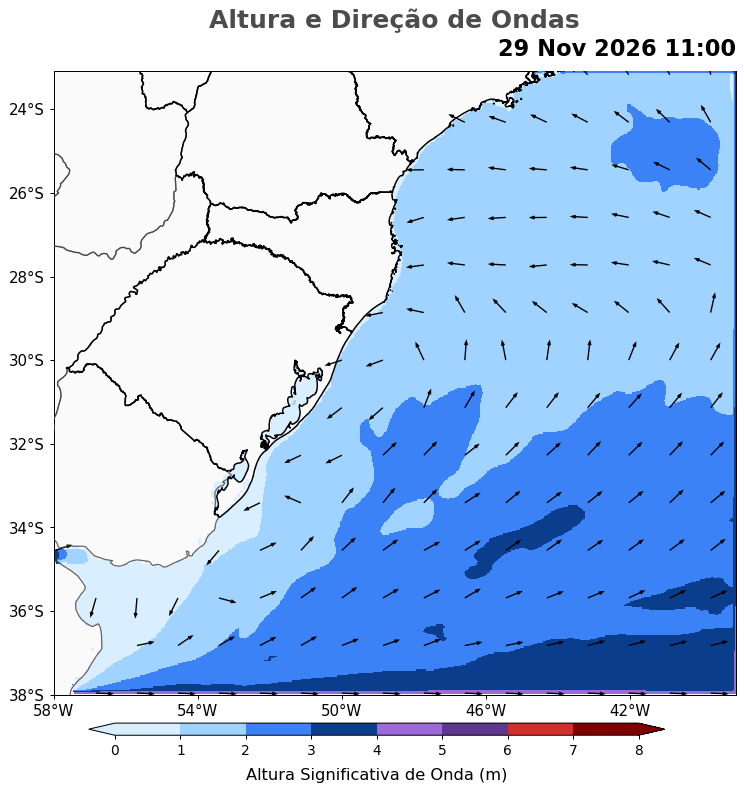 Altura e Direção de Ondas
29 Nov 2026 11:00
24°S
26°S
28°S
30°S
32°S
34°S
36°S
38°S
58°W 54°W 50°W 46°W 42°W
0 1 2 3 4 5 6 7 8
Altura Significativa de Onda (m)